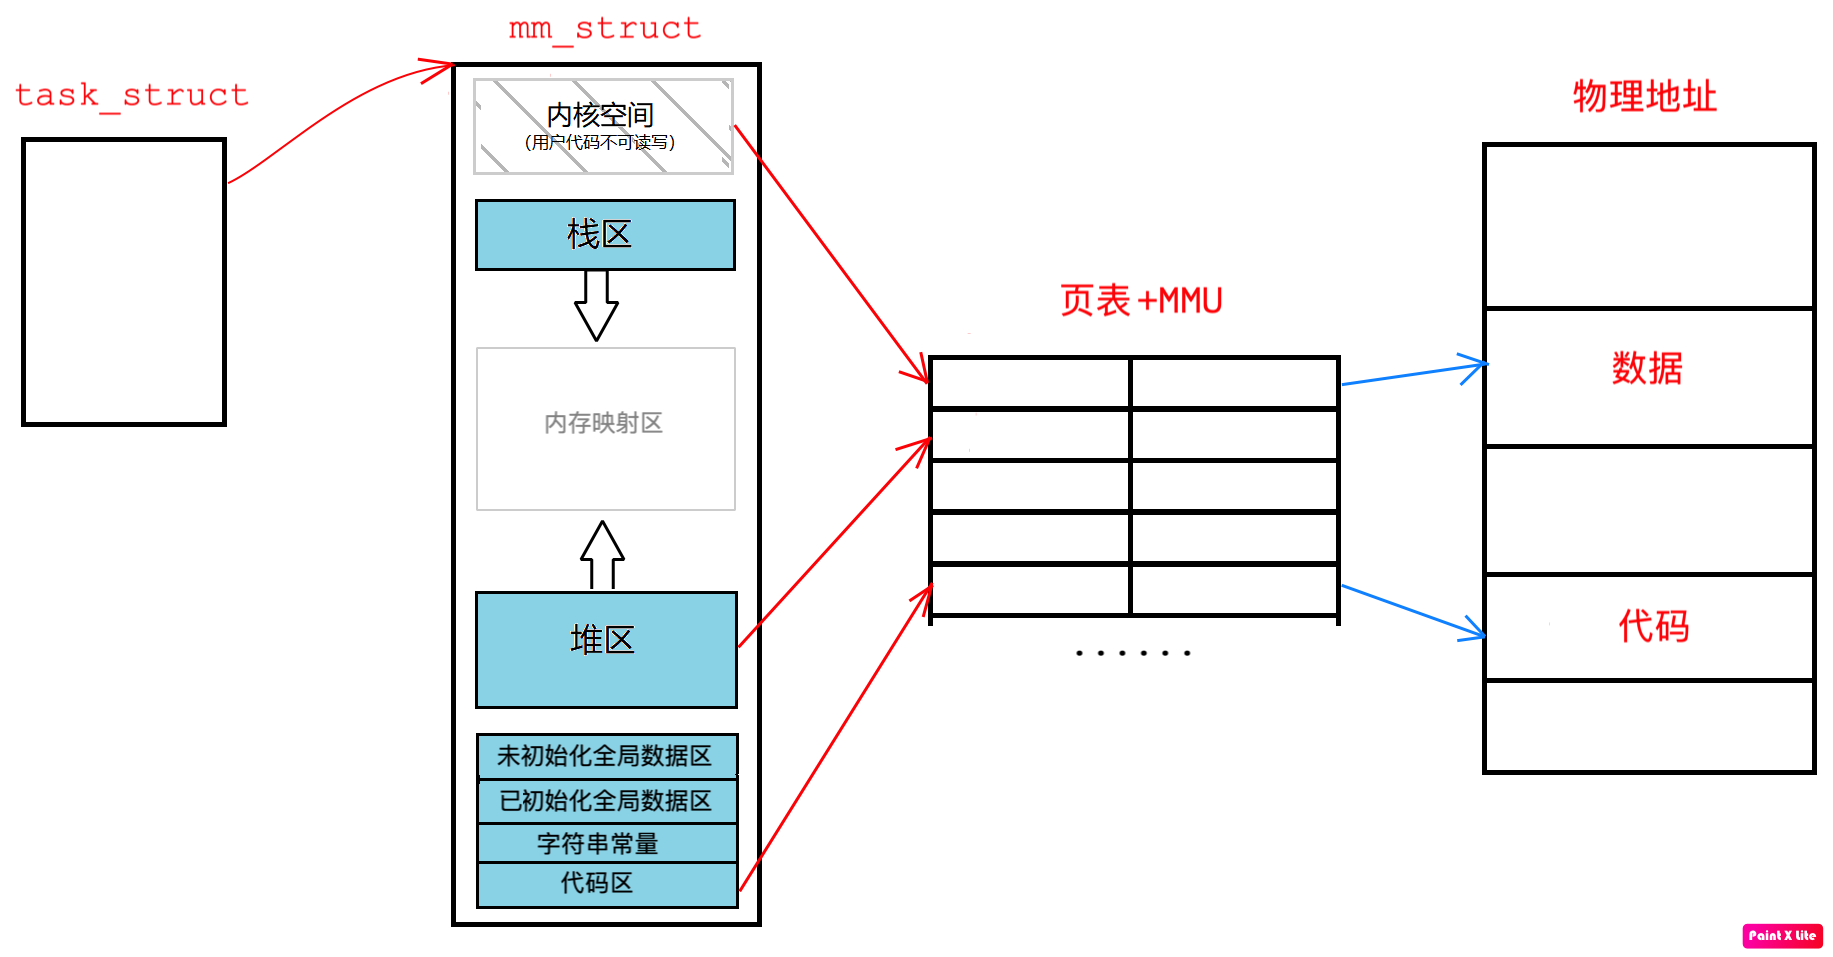 task_struct
mm_struct
内核空间
(用户代码不可读写)
栈区
内存映射区
堆区
未初始化全局数据区
已初始化全局数据区
字符串常量
代码区
页表+MMU
······
物理地址
数据
代码
Paint X Lite